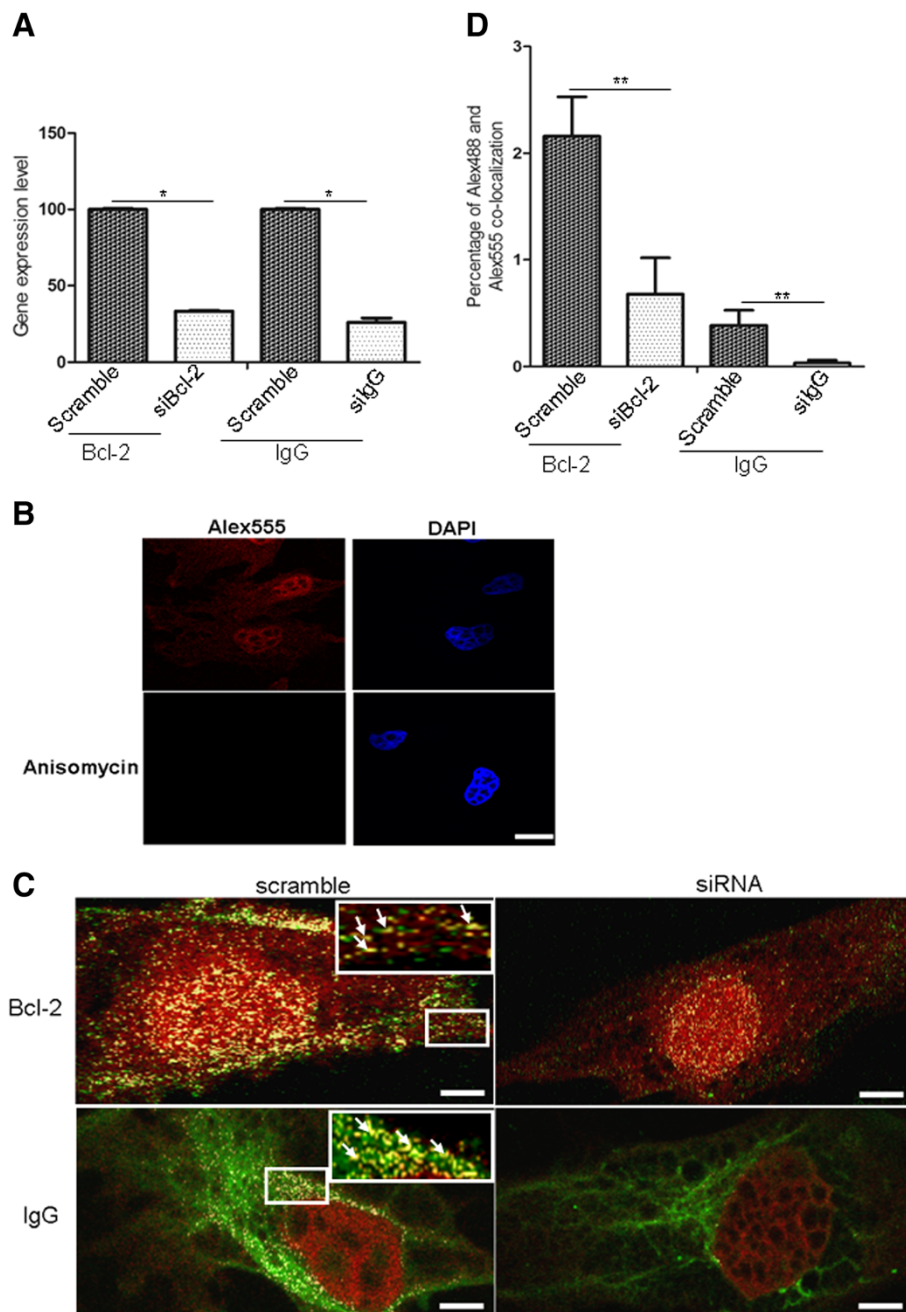 A
Gene expression level
150
100
50
0
*
*
Scramble
siBcl-2
Scramble
siIgG
Bcl-2
IgG
D
Percentage of Alex488 and
Alex555 co-localization
3
2
1
0
**
**
Scramble
siBcl-2
Scramble
siIgG
Bcl-2
IgG
B
Alex555
DAPI
Anisomycin
C
scramble
siRNA
Bcl-2
IgG